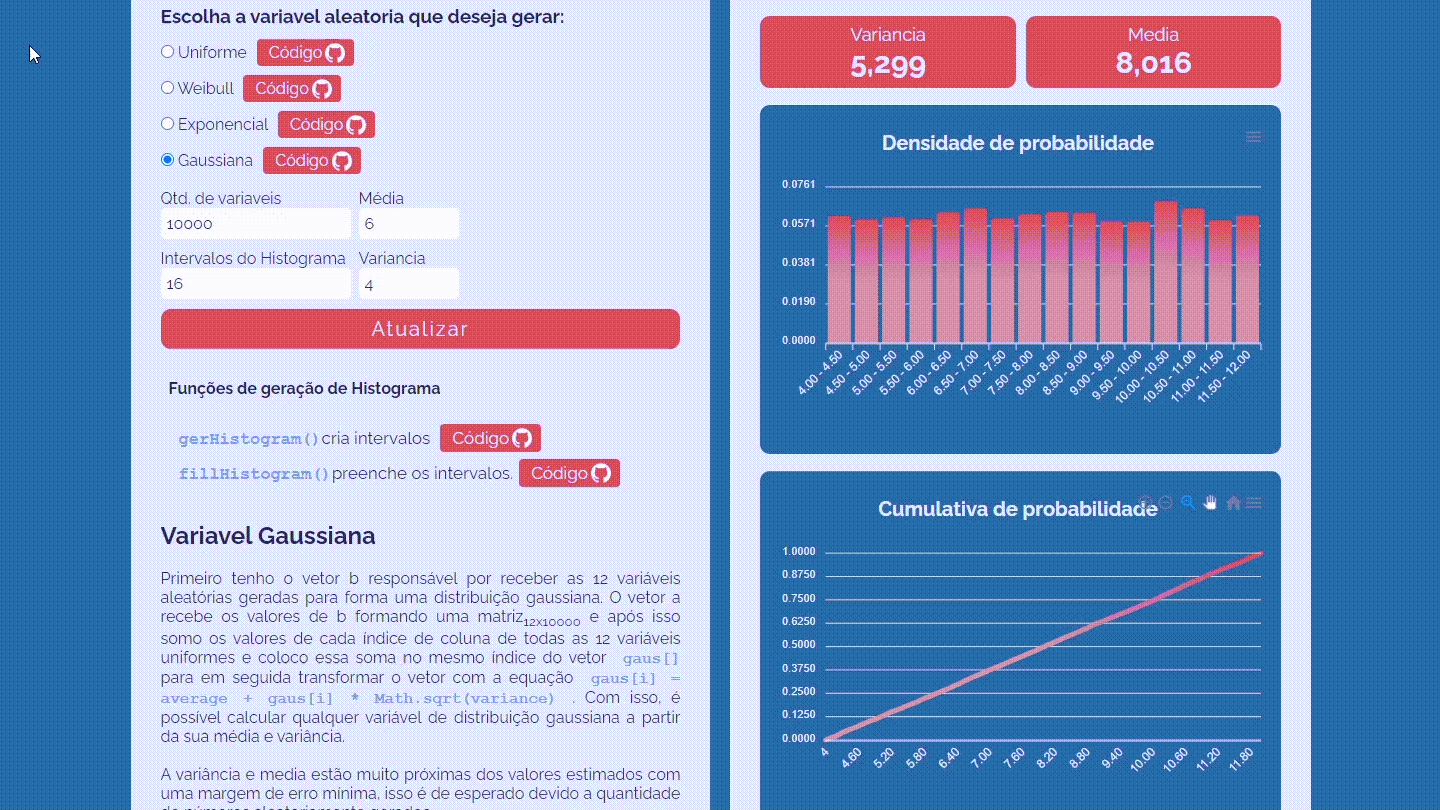 Escolha a variavel aleatoria que deseja gerar:
Uniforme Código
Weibull Código
Exponencial Código
Gaussiana Código
Qtd. de variaveis Média
10000 6
Intervalos do Histograma Variancia
16 4
Atualizar
Funções de geração de Histograma
gerHistogram() cria intervalos Código
fillHistogram() preenche os intervalos. Código
Variavel Gaussiana
Primeiro tenho o vetor b responsável por receber as 12 variáveis
aleatórias geradas para forma uma distribuição gaussiana. O vetor a
recebe os valores de b formando uma matriz12x10000 e após isso
somo os valores de cada índice de coluna de todas as 12 variáveis
uniformes e coloco essa soma no mesmo índice do vetor gaus[]
para em seguida transformar o vetor com a equação gaus[i] =
average + gaus[i] * Math.sqrt(variance) . Com isso, é
possível calcular qualquer variável de distribuição gaussiana a partir
da sua média e variância.
A variância e media estão muito próximas dos valores estimados com
uma margem de erro mínima, isso é de esperado devido a quantidade
de números aleatoriamente gerados.
Variancia
5,299
Media
8,016
Densidade de probabilidade
0.0761
0.0571
0.0381
0.0190
0.0000
4.00 - 4.50
4.50 - 5.00
5.00 - 5.50
5.50 - 6.00
6.00 - 6.50
6.50 - 7.00
7.00 - 7.50
7.50 - 8.00
8.00 - 8.50
8.50 - 9.00
9.00 - 9.50
9.50 - 10.00
10.00 - 10.50
10.50 - 11.00
11.00 - 11.50
11.50 - 12.00
Cumulativa de probabilidade
1.0000
0.8750
0.7500
0.6250
0.5000
0.3750
0.2500
0.1250
0.0000
4
4.60
5.20
5.80
6.40
7.00
7.60
8.20
8.80
9.40
10.00
10.60
11.20
11.80